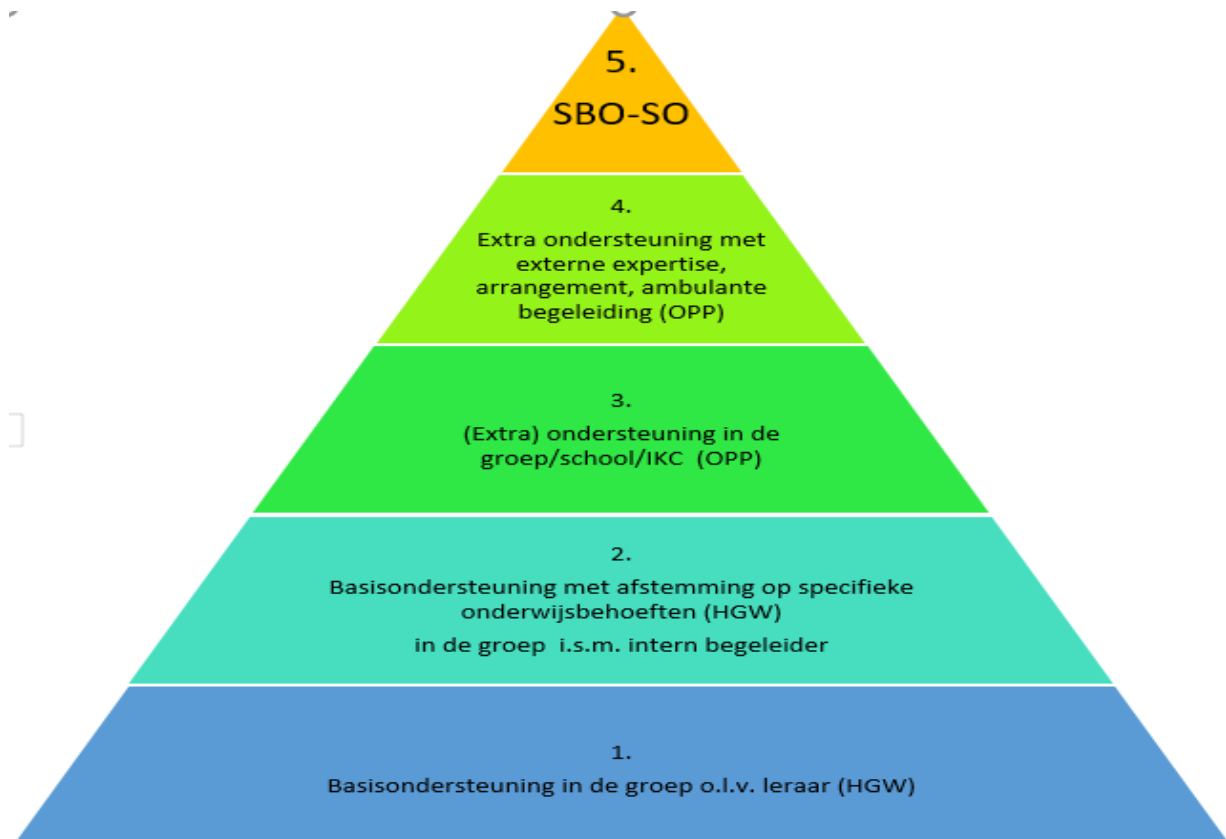 5.
SBO-SO
4.
Extra ondersteuning met
externe expertise,
arrangement, ambulante
begeleiding (OPP)
3.
(Extra) ondersteuning in de
groep/school/IKC (OPP)
2.
Basisondersteuning met afstemming op specifieke
onderwijsbehoeften (HGW)
in de groep i.s.m. intern begeleider
1.
Basisondersteuning in de groep o.l.v. leraar (HGW)